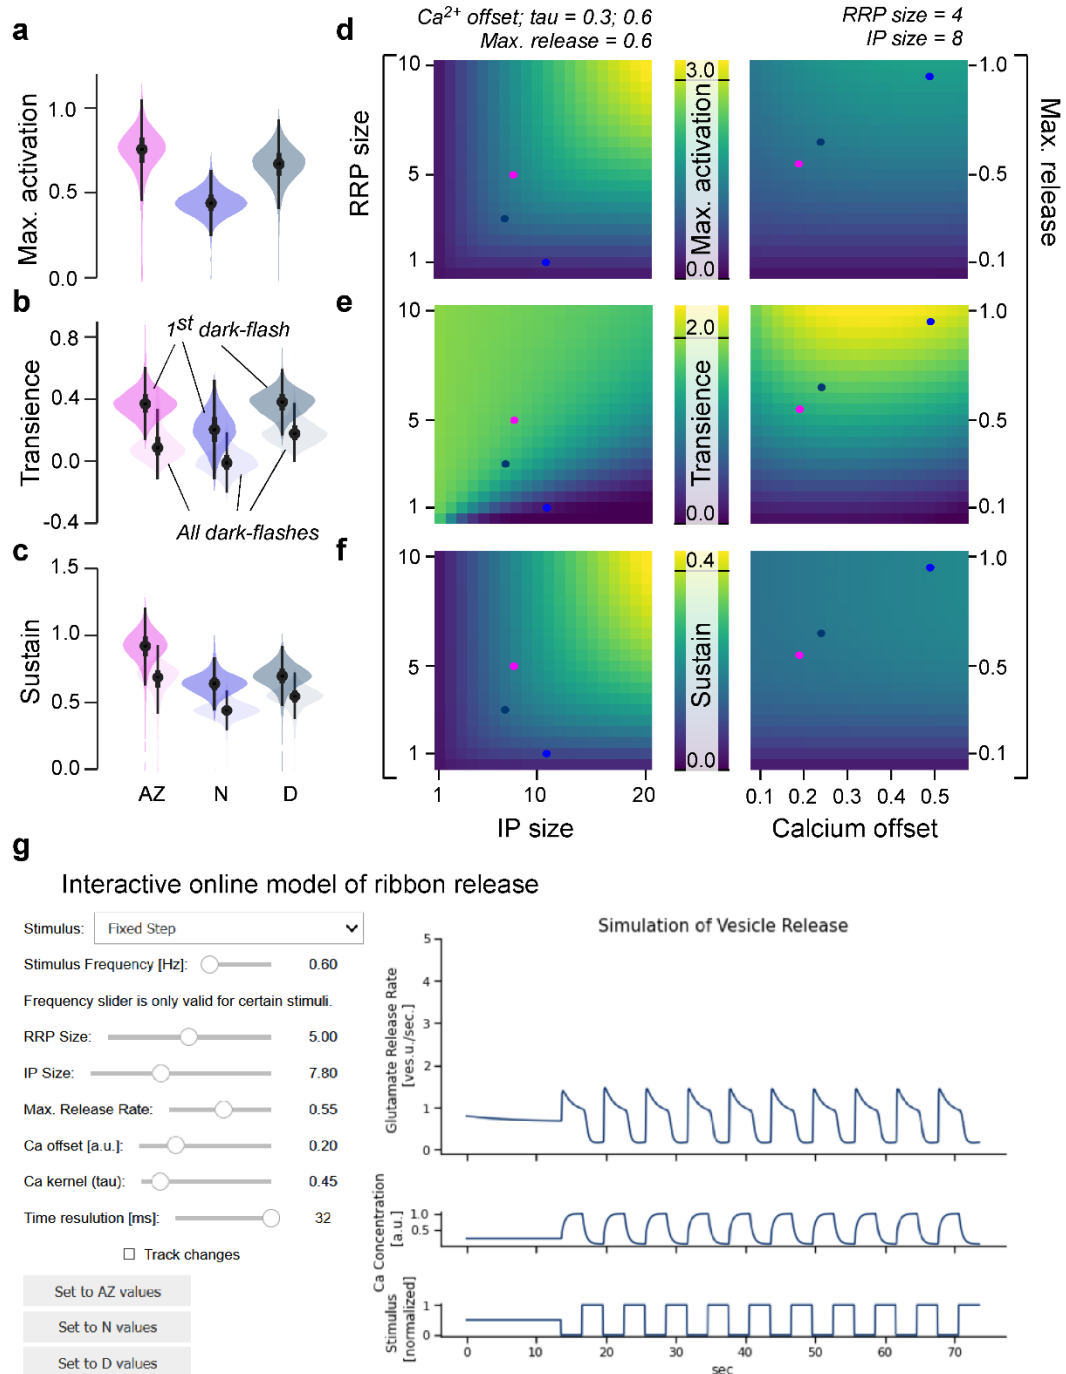 a
Max. activation
1.0
0.5
0.0
b
Transience
0.8
0.4
0.0
-0.4
1st dark-flash
All dark-flashes
c
Sustain
1.5
1.0
0.5
0.0
AZ N D
d
Ca2+ offset; tau = 0.3; 0.6
Max. release = 0.6
RRP size = 4
IP size = 8
RRP size
10
5
1
3.0
Max. activation
0.0
1.0
0.5
0.1
Max. release
e
10
5
1
2.0
Transience
0.0
1.0
0.5
0.1
f
10
5
1
0.4
Sustain
0.0
1.0
0.5
0.1
1 10 20
IP size
0.1 0.2 0.3 0.4 0.5
Calcium offset
g
Interactive online model of ribbon release
Stimulus: Fixed Step
Stimulus Frequency [Hz]: 0.60
Frequency slider is only valid for certain stimuli.
RRP Size: 5.00
IP Size: 7.80
Max. Release Rate: 0.55
Ca offset [a.u.]: 0.20
Ca kernel (tau): 0.45
Time resulution [ms]: 32
Track changes
Set to AZ values
Set to N values
Set to D values
Simulation of Vesicle Release
Glutamate Release Rate
[ves.u./sec.]
5
4
3
2
1
0
Ca Concentration
[a.u.]
1.0
0.5
Stimulus
[normalized]
1
0
0 10 20 30 40 50 60 70
sec